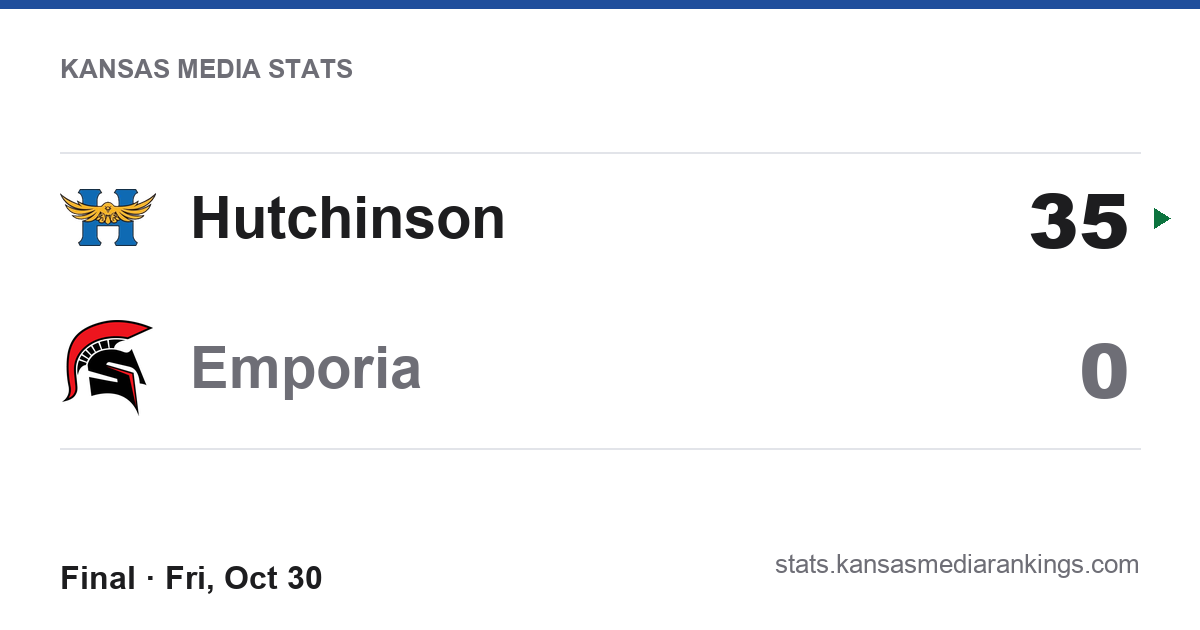 KANSAS MEDIA STATS
Hutchinson 35
Emporia 0
Final · Fri, Oct 30
stats.kansasmediarankings.com